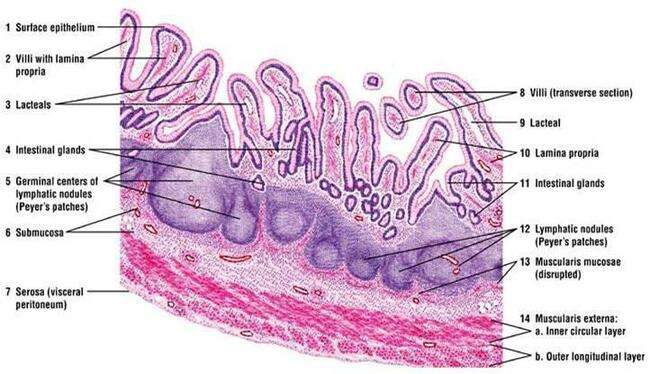 1 Surface epithelium
2 Villi with lamina
propria
3 Lacteals
4 Intestinal glands
5 Germinal centers of
lymphatic nodules
(Peyer's patches)
6 Submucosa
7 Serosa (visceral
peritoneum)
8 Villi (transverse section)
9 Lacteal
10 Lamina propria
11 Intestinal glands
12 Lymphatic nodules
(Peyer's patches)
13 Muscularis mucosae
(disrupted)
14 Muscularis externa:
a. Inner circular layer
b. Outer longitudinal layer